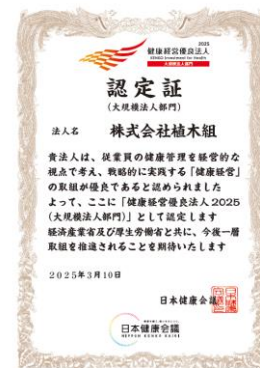 2025
健康経営優良法人
KENKO Investment for Health
大規模法人部門
認定証
(大規模法人部門)
法人名 株式会社植木組
貴法人は、従業員の健康管理を経営的な
視点で考え、戦略的に実践する「健康経営」
の取組が優良であると認められました
よって、ここに「健康経営優良法人2025
(大規模法人部門)」として認定します
経済産業省及び厚生労働省と共に、今後一層
取組を推進されることを期待いたします
2025年3月10日
日本健康会議
日本健康会議
NIPPON KENKO KAIGI